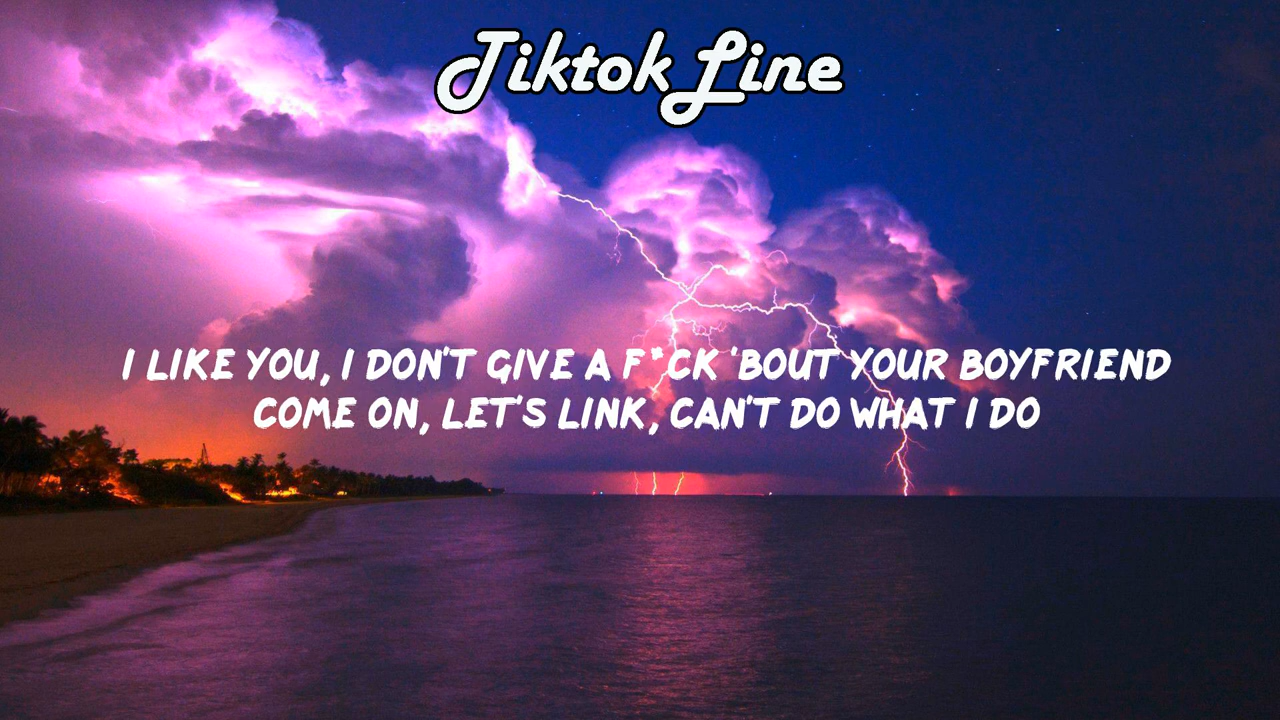 Tiktok Line
I LIKE YOU, I DON'T GIVE A F*CK 'BOUT YOUR BOYFRIEND
COME ON, LET'S LINK, CAN'T DO WHAT I DO